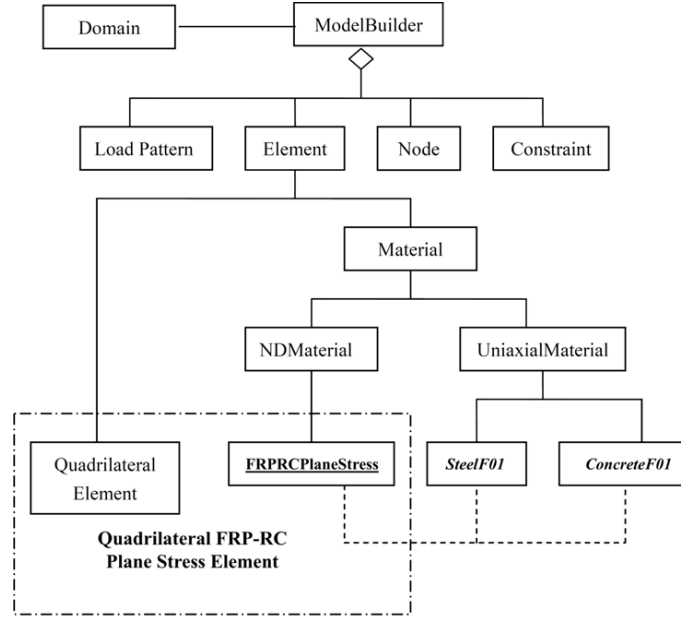 Domain
ModelBuilder
Load Pattern
Element
Node
Constraint
Material
NDMaterial
UniaxialMaterial
Quadrilateral
Element
FRPRCPlaneStress
SteelF01
ConcreteF01
Quadrilateral FRP-RC
Plane Stress Element